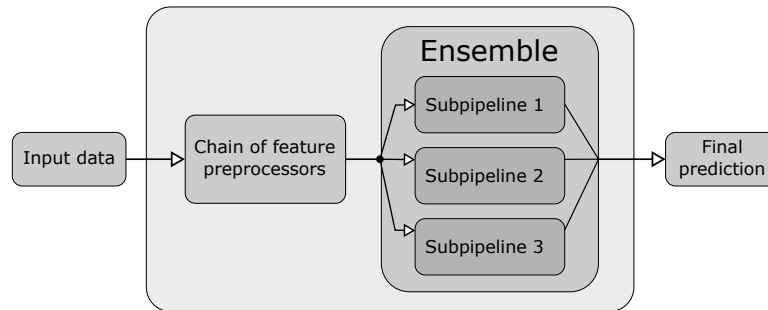 Ensemble
Subpipeline 1
Input data
Chain of feature
preprocessors
Subpipeline 2
Final
prediction
Subpipeline 3